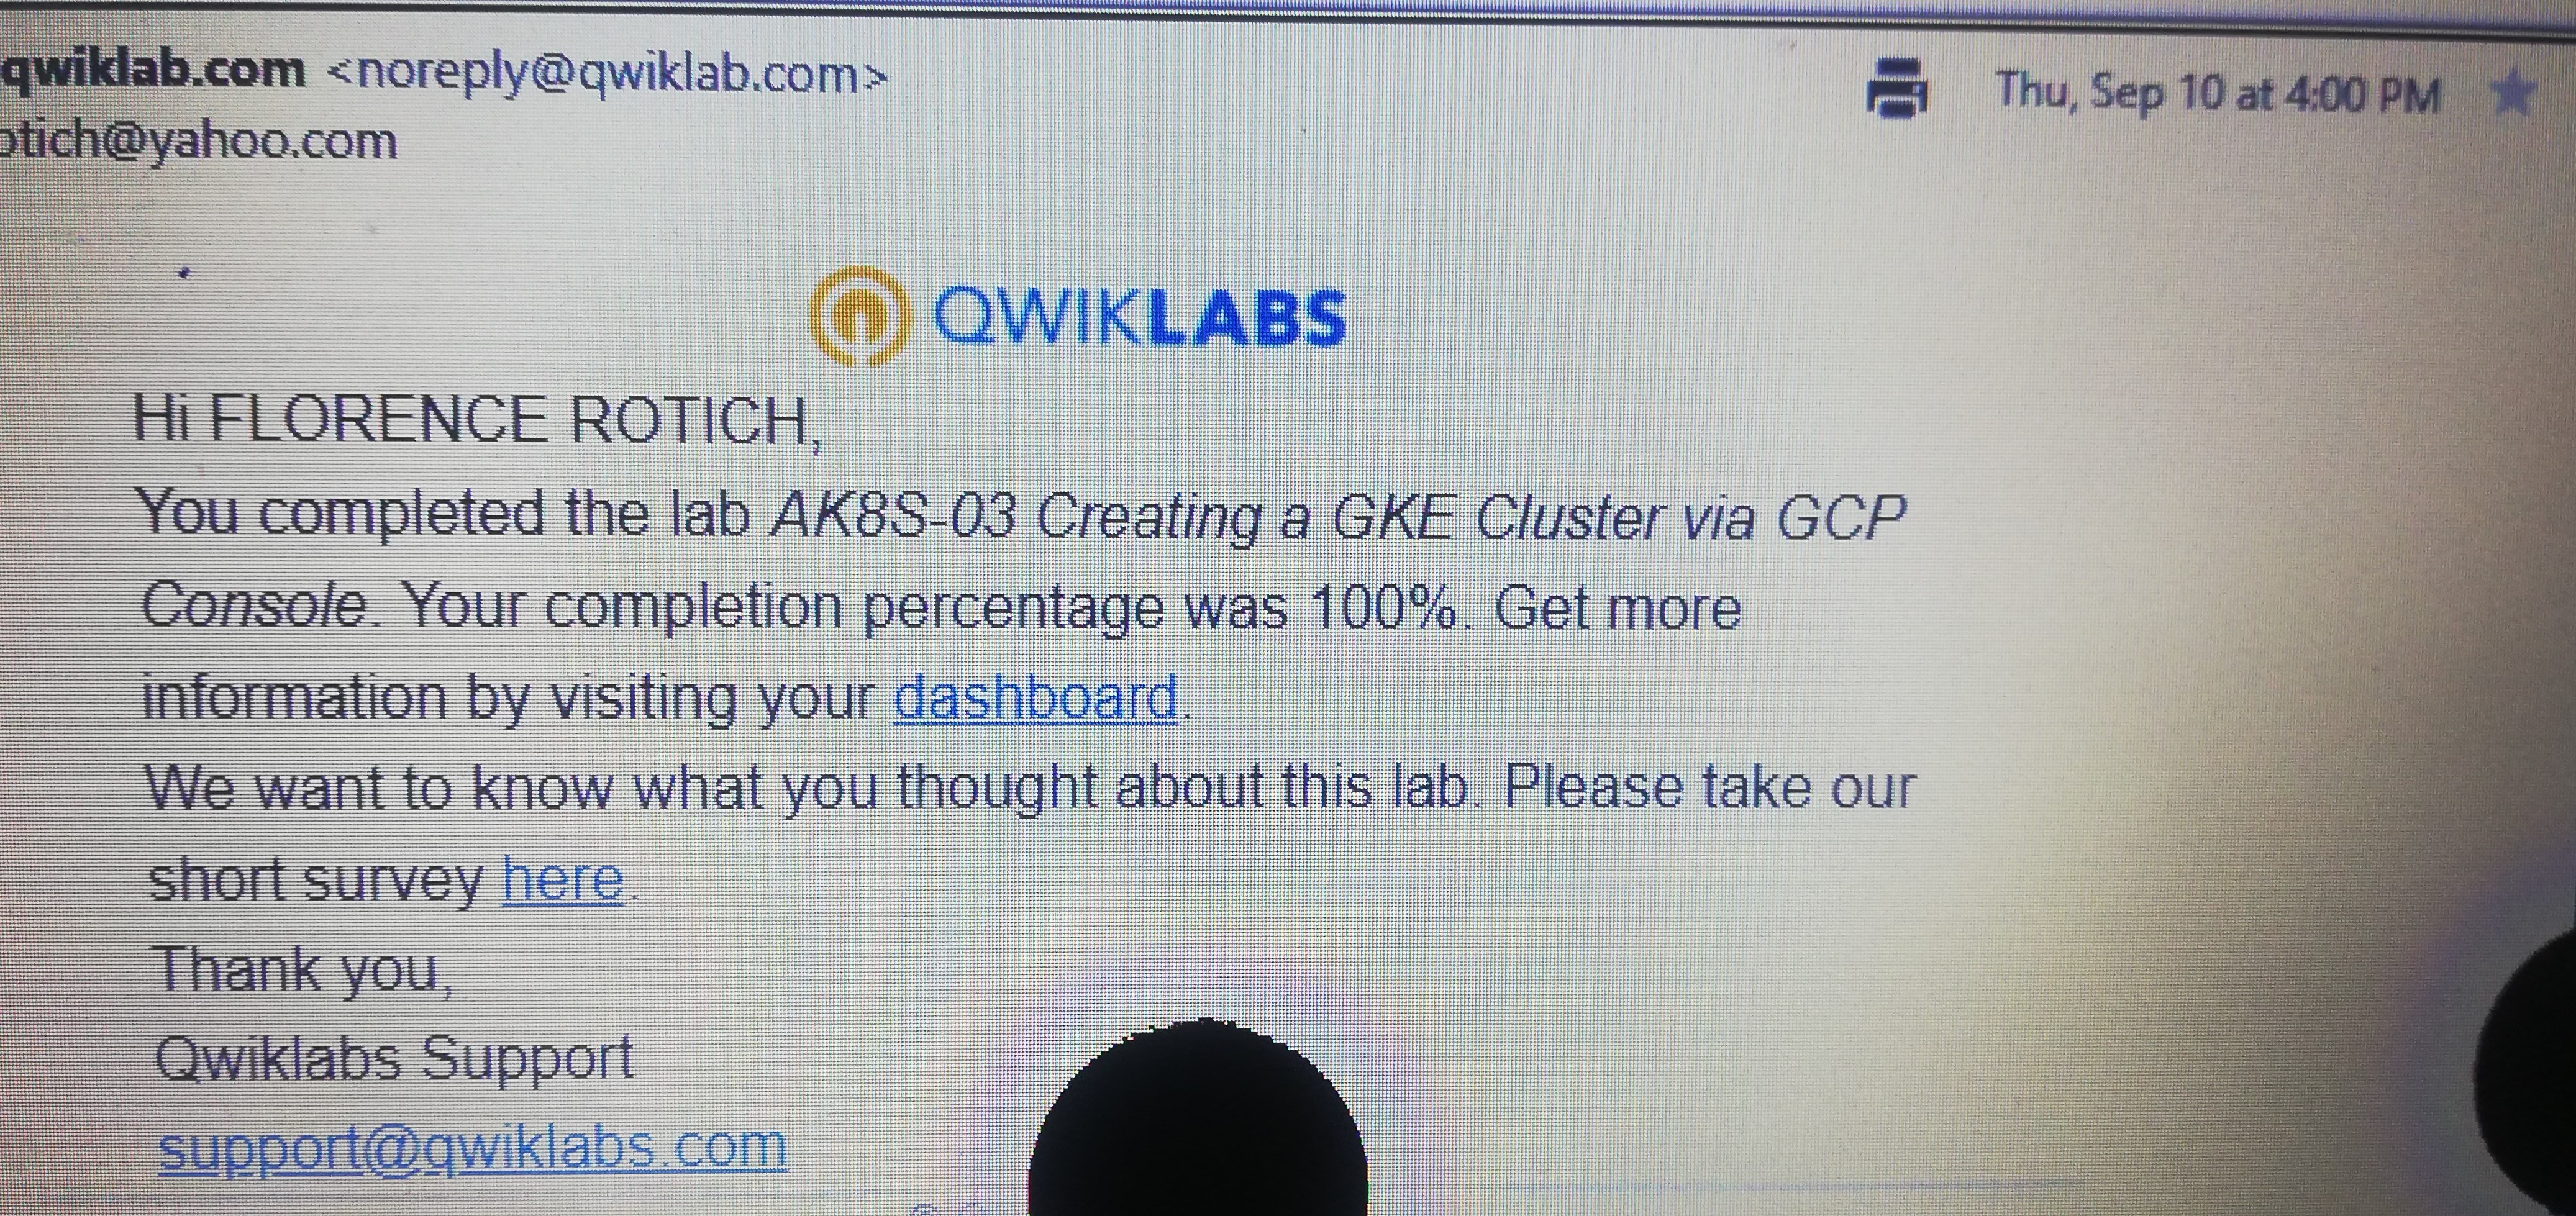 qwiklab.com <noreply@qwiklab.com>
Thu, Sep 10 at 4:00 PM
otich@yahoo.com
QWIKLABS
Hi FLORENCE ROTICH,
You completed the lab AK8S-03 Creating a GKE Cluster via GCP
Console. Your completion percentage was 100%. Get more
information by visiting your dashboard.
We want to know what you thought about this lab. Please take our
short survey here.
Thank you,
Qwiklabs Support
support@qwiklabs.com